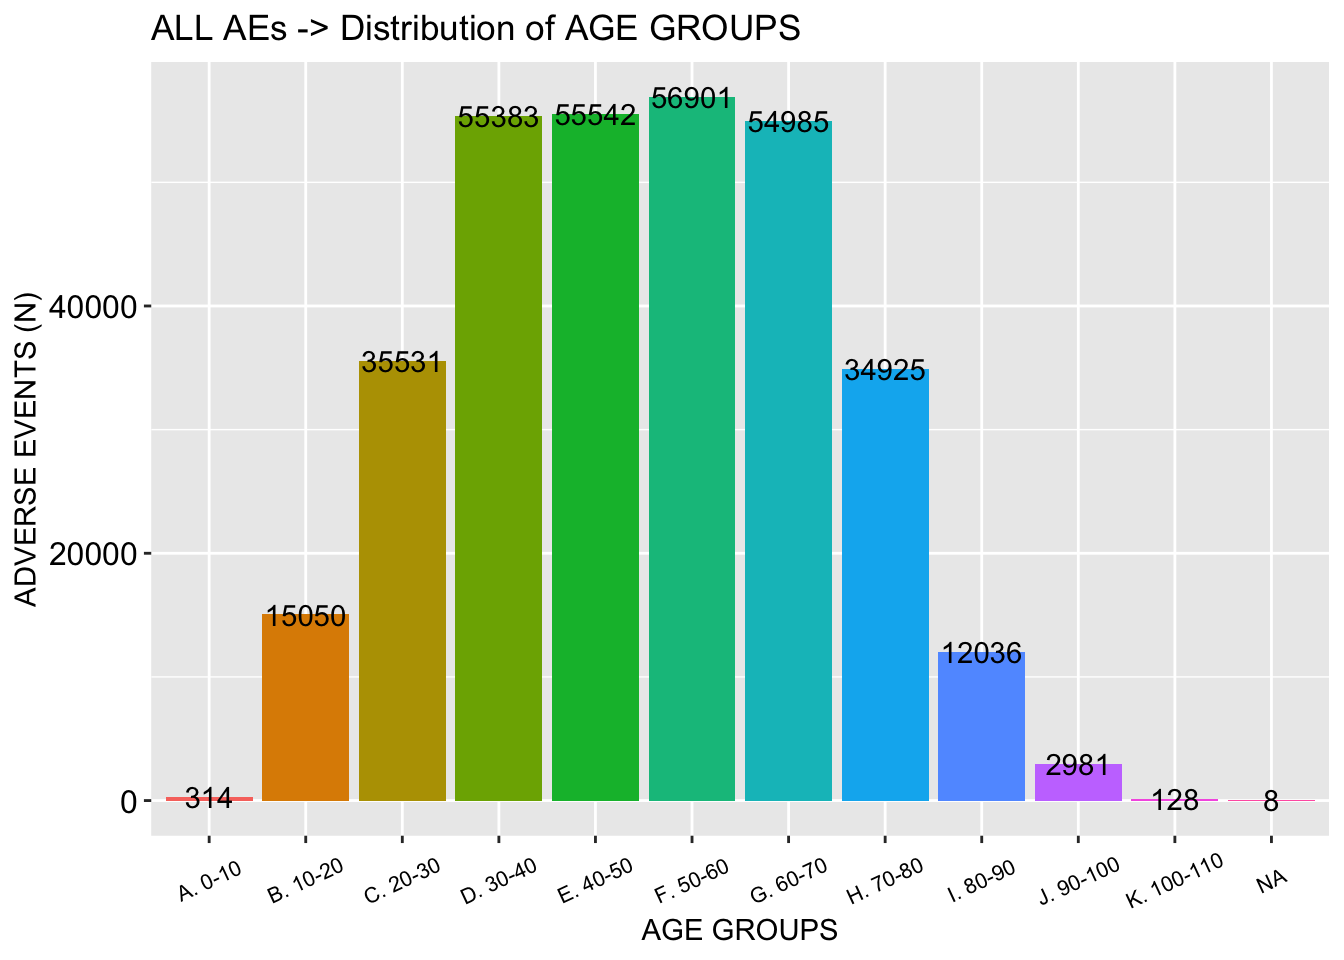 ALL AEs -> Distribution of AGE GROUPS
ADVERSE EVENTS (N)
40000
20000
0
314
15050
35531
55383
55542
56901
54985
34925
12036
2981
128
8
A. 0-10
B. 10-20
C. 20-30
D. 30-40
E. 40-50
F. 50-60
G. 60-70
H. 70-80
I. 80-90
J. 90-100
K. 100-110
NA
AGE GROUPS